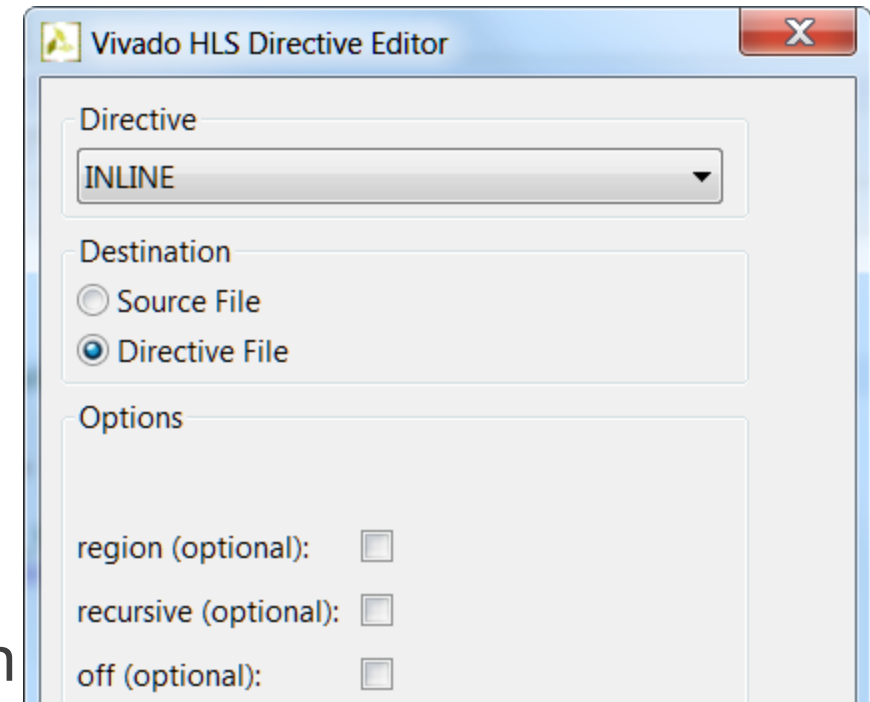 Vivado HLS Directive Editor
Directive
INLINE
Destination
Source File
Directive File
Options
region (optional):
recursive (optional):
n
off (optional):